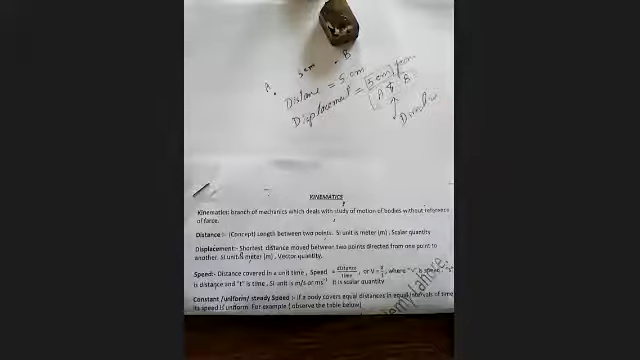 5 cm . B
A .
Distane = 5 cm
Displacement = 5 cm from
A & B
KINEMATICS
Kinematics: branch of mechanics which deals with study of motion of bodies without reference
of force.
Distance :- (Concept) Length between two points. SI unit is meter (m) , Scalar quantity
Displacement:- Shortest distance moved between two points directed from one point to
another. SI unit is meter (m) , Vector quantity.
Speed:- Distance covered in a unit time , Speed = distance/time , or V = , where "v" is speed
is distance and "t" is time , SI unit is m/s or ms⁻¹ It is scalar quantity
Constant /uniform/ steady Speed :- if a body covers equal distances in equal intervals of time
its speed is uniform. For example ( observe the table below)
Lahore.